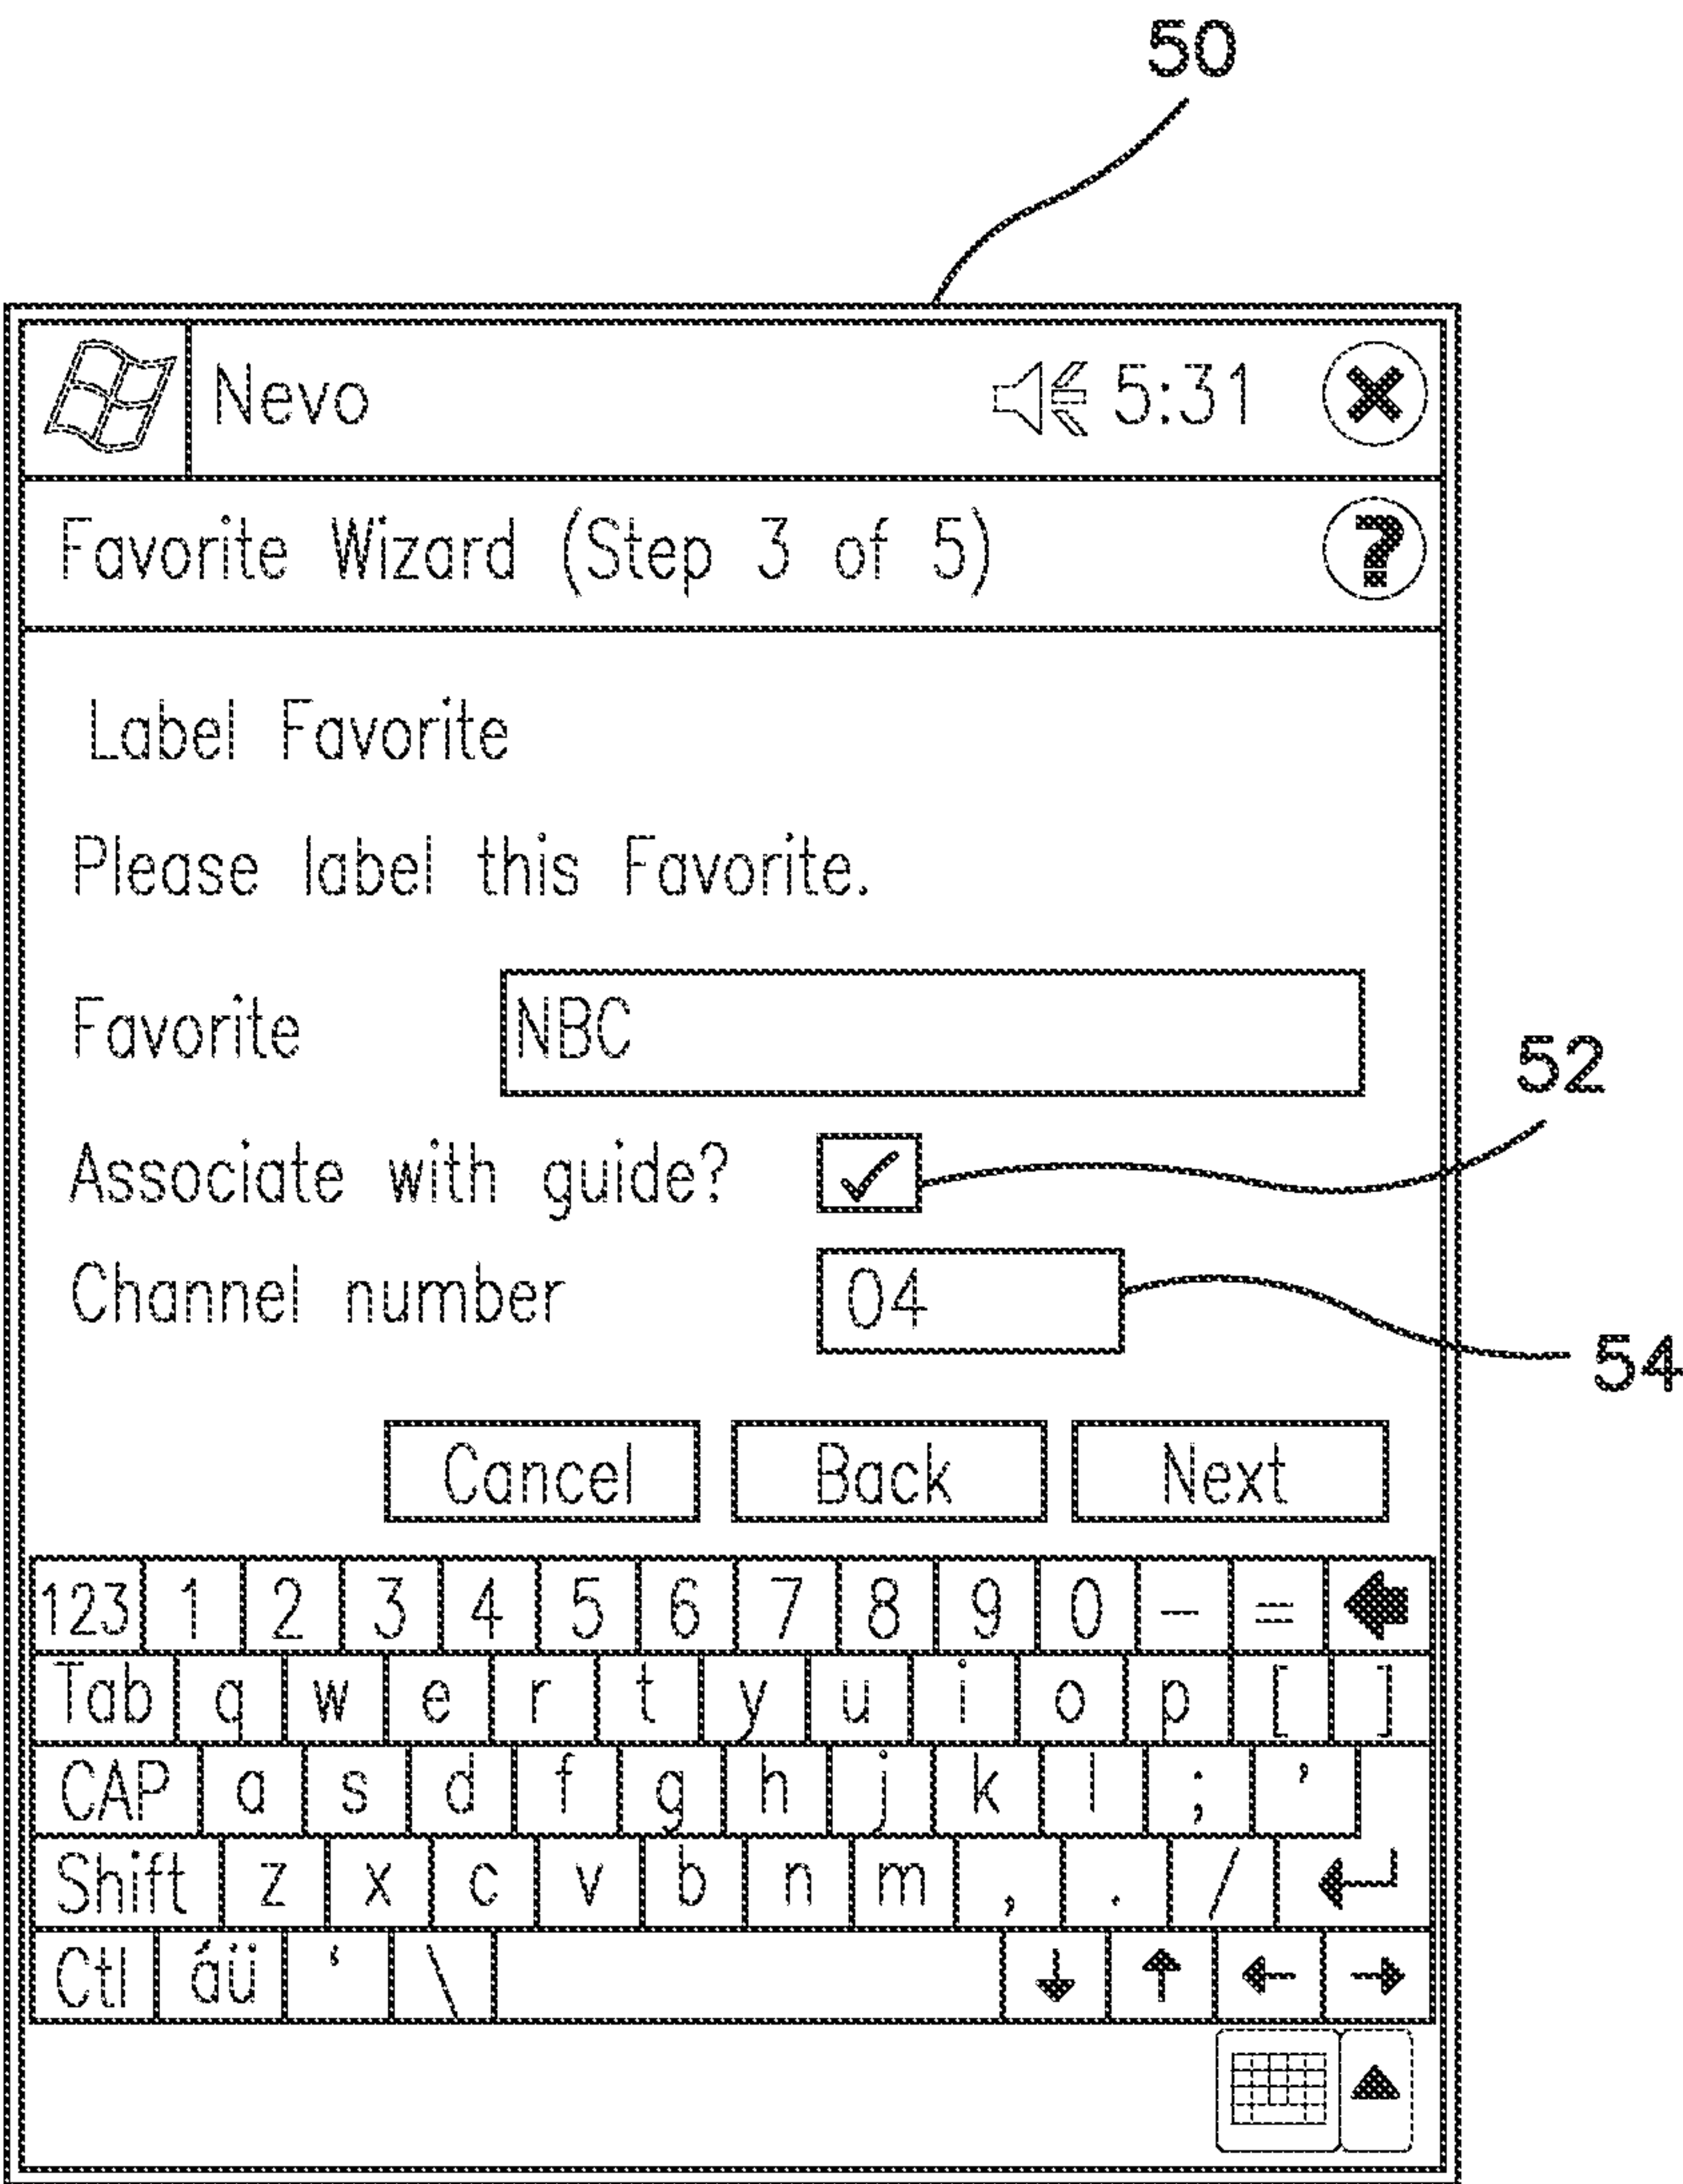 50
Nevo 5:31
Favorite Wizard (Step 3 of 5) ?
Label Favorite
Please label this Favorite.
Favorite NBC
52
Associate with guide?
Channel number 04
54
Cancel Back Next
123 1 2 3 4 5 6 7 8 9 0 – =
Tab q w e r t y u i o p [ ]
CAP a s d f g h j k l ; '
Shift z x c v b n m , . /
Ctl áü ‘ \